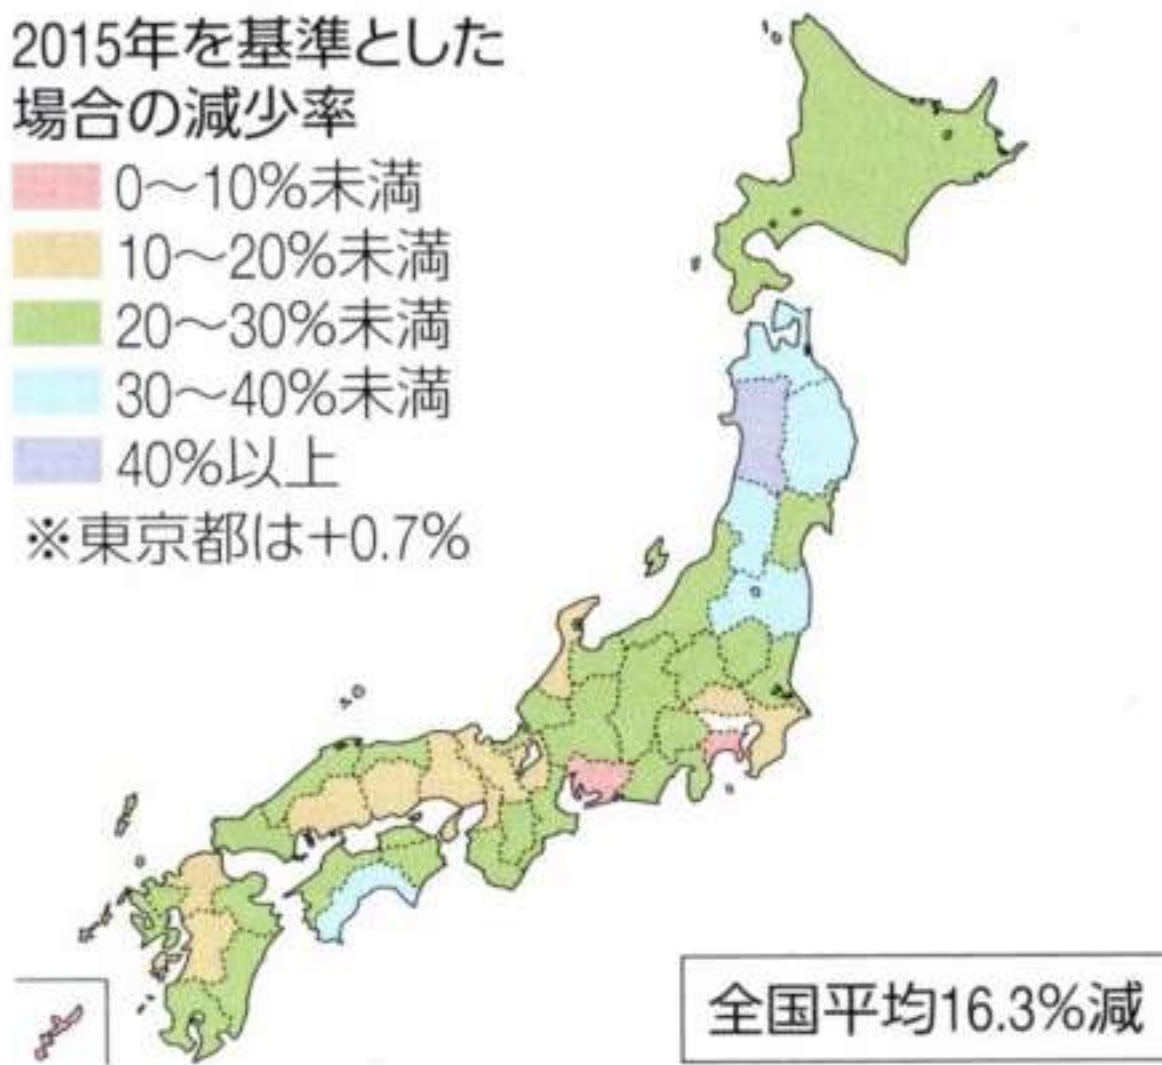 2015年を基準とした
場合の減少率
0〜10%未満
10〜20%未満
20〜30%未満
30〜40%未満
40%以上
※東京都は+0.7%
全国平均16.3%減